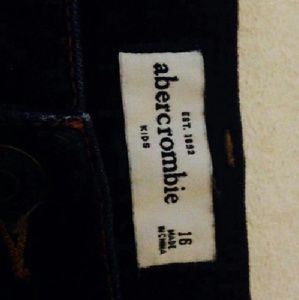 EST. 1892
abercrombie
KIDS
16
MADE
IN CHINA